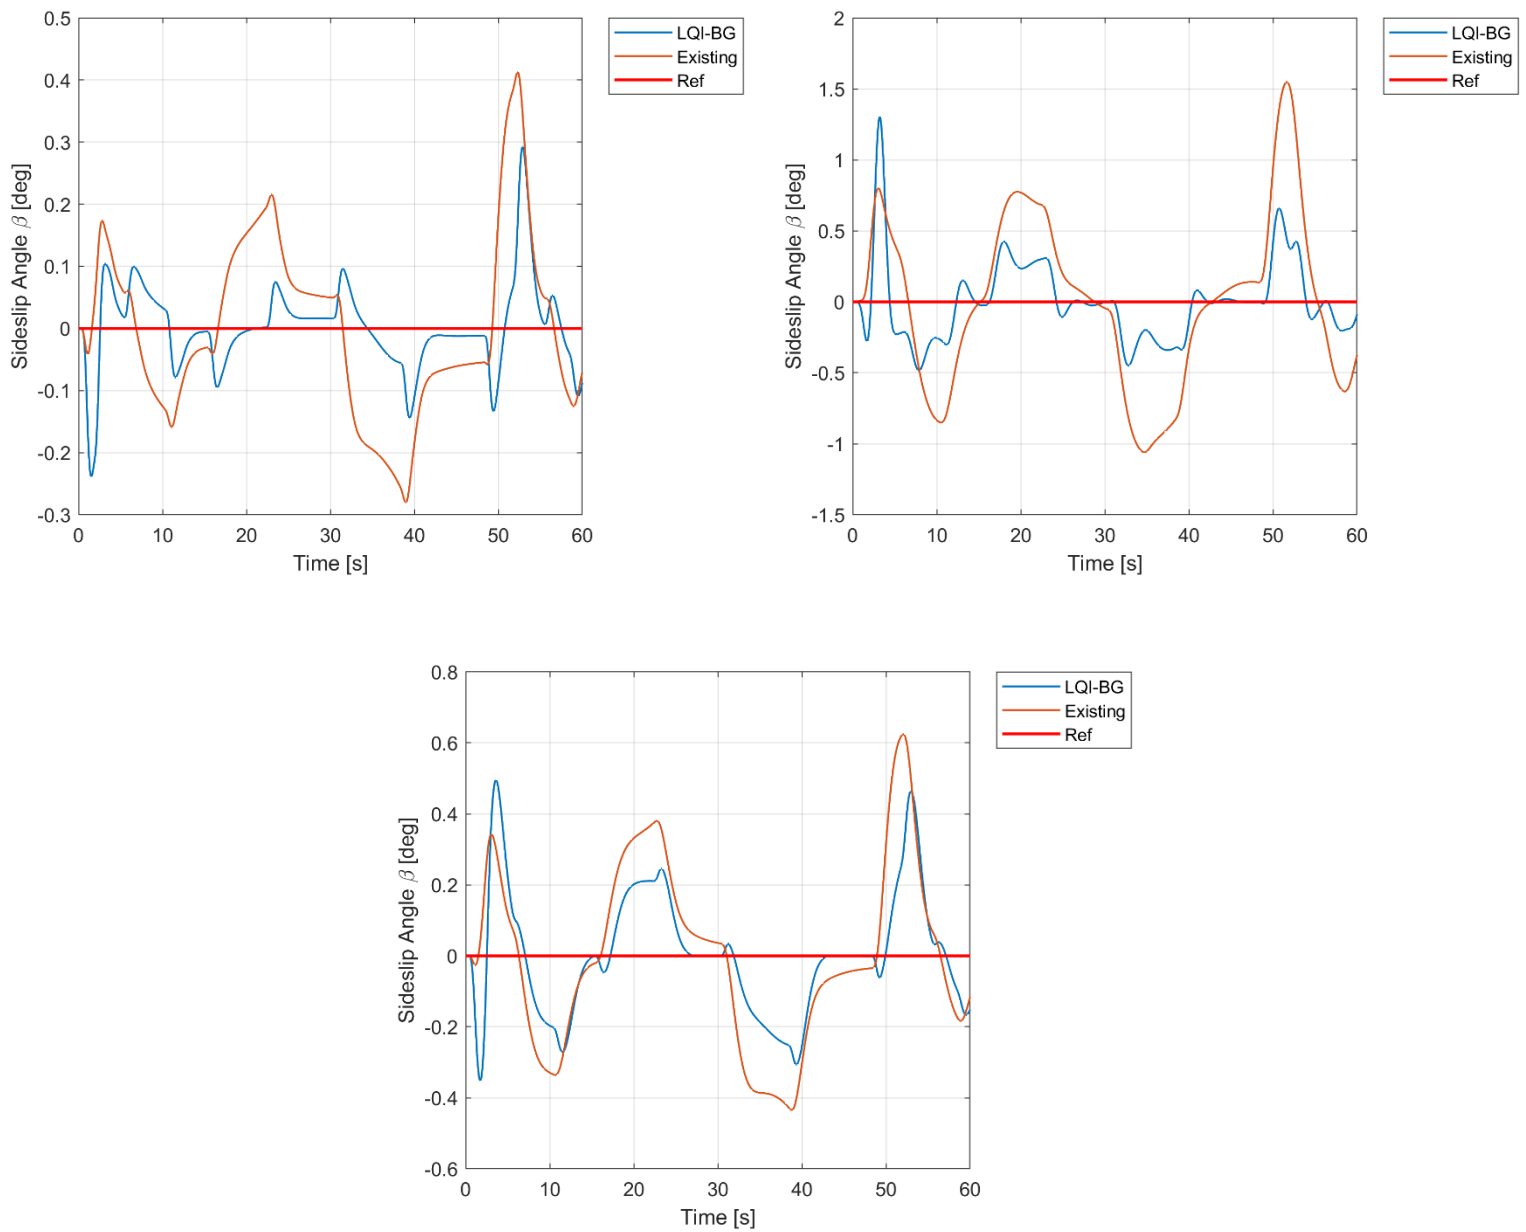 0.5
0.4
0.3
0.2
0.1
0
-0.1
-0.2
-0.3
Sideslip Angle β [deg]
0 10 20 30 40 50 60
Time [s]
LQI-BG
Existing
Ref
2
1.5
1
0.5
0
-0.5
-1
-1.5
Sideslip Angle β [deg]
0 10 20 30 40 50 60
Time [s]
LQI-BG
Existing
Ref
0.8
0.6
0.4
0.2
0
-0.2
-0.4
-0.6
Sideslip Angle β [deg]
0 10 20 30 40 50 60
Time [s]
LQI-BG
Existing
Ref